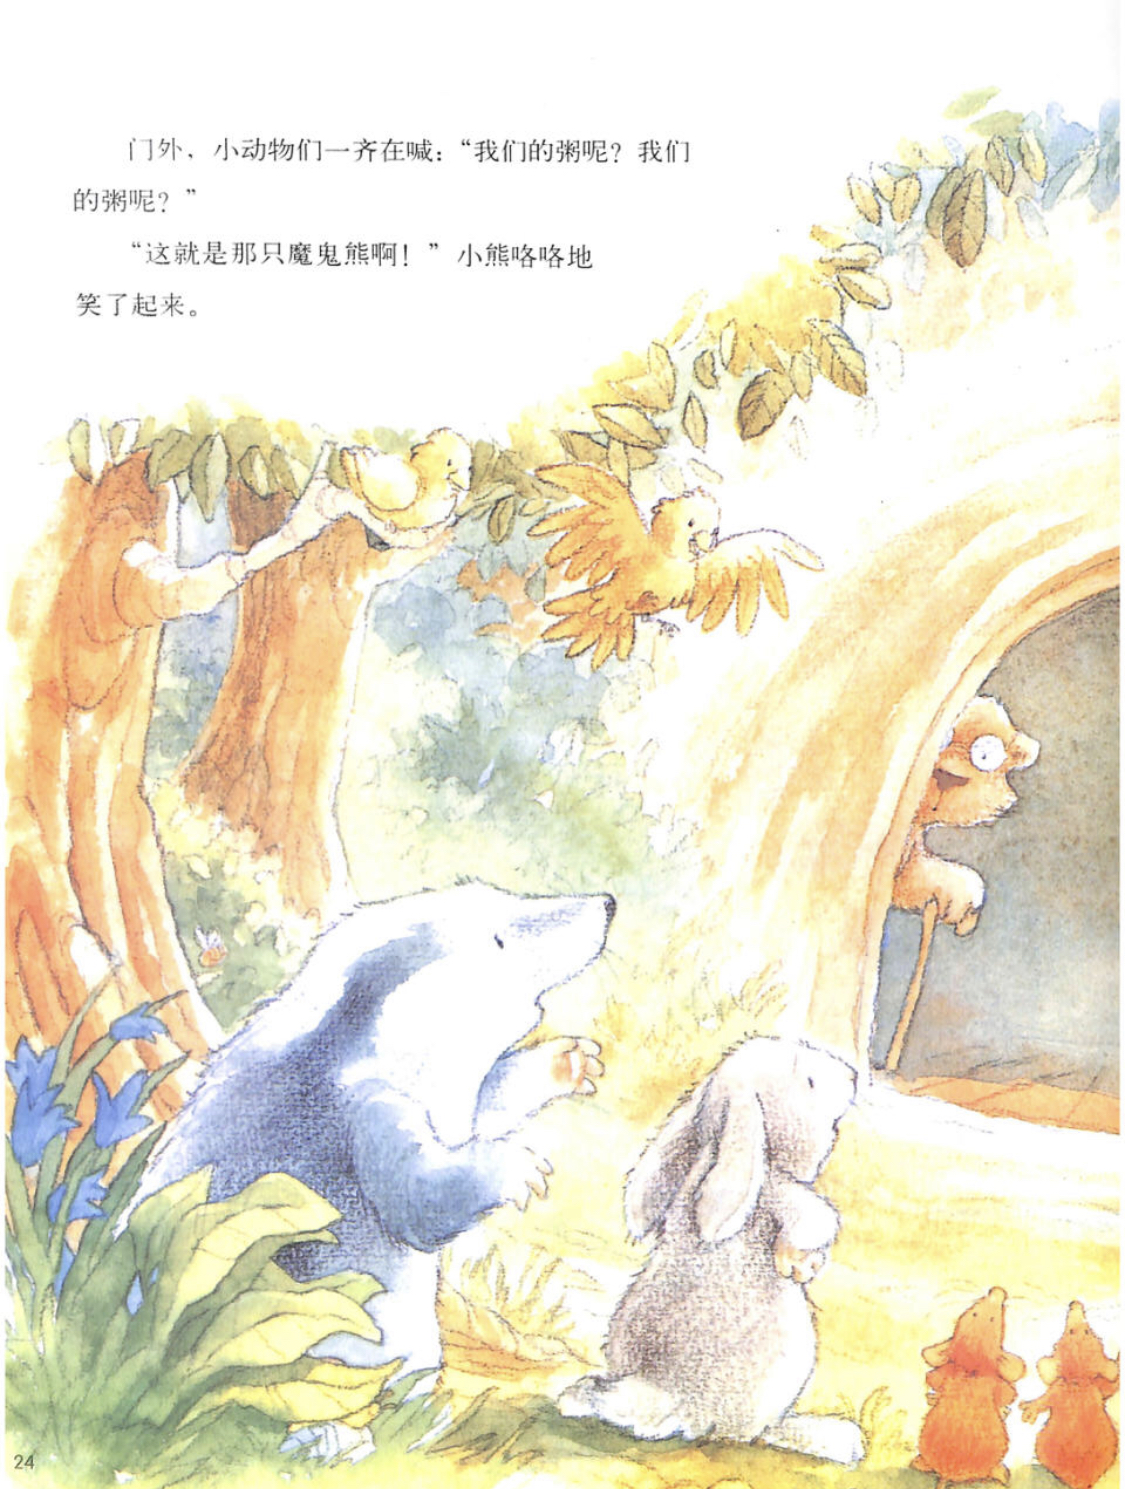 门外，小动物们一齐在喊：“我们的粥呢？我们
的粥呢？”
“这就是那只魔鬼熊啊！”小熊咯咯地
笑了起来。
24